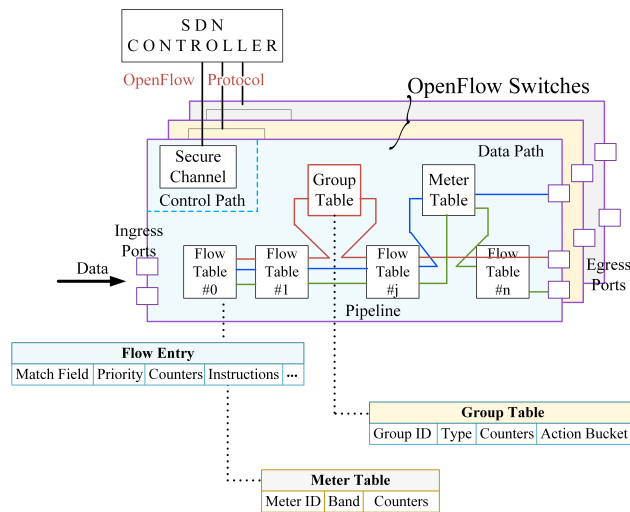 SDN
CONTROLLER
OpenFlow Protocol
OpenFlow Switches
Secure
Channel
Control Path
Data Path
Group
Table
Meter
Table
Ingress
Ports
Data
Flow
Table
#0
Flow
Table
#1
Flow
Table
#j
Flow
Table
#n
Egress
Ports
Pipeline
Flow Entry
Match Field Priority Counters Instructions ...
Group Table
Group ID Type Counters Action Bucket
Meter Table
Meter ID Band Counters